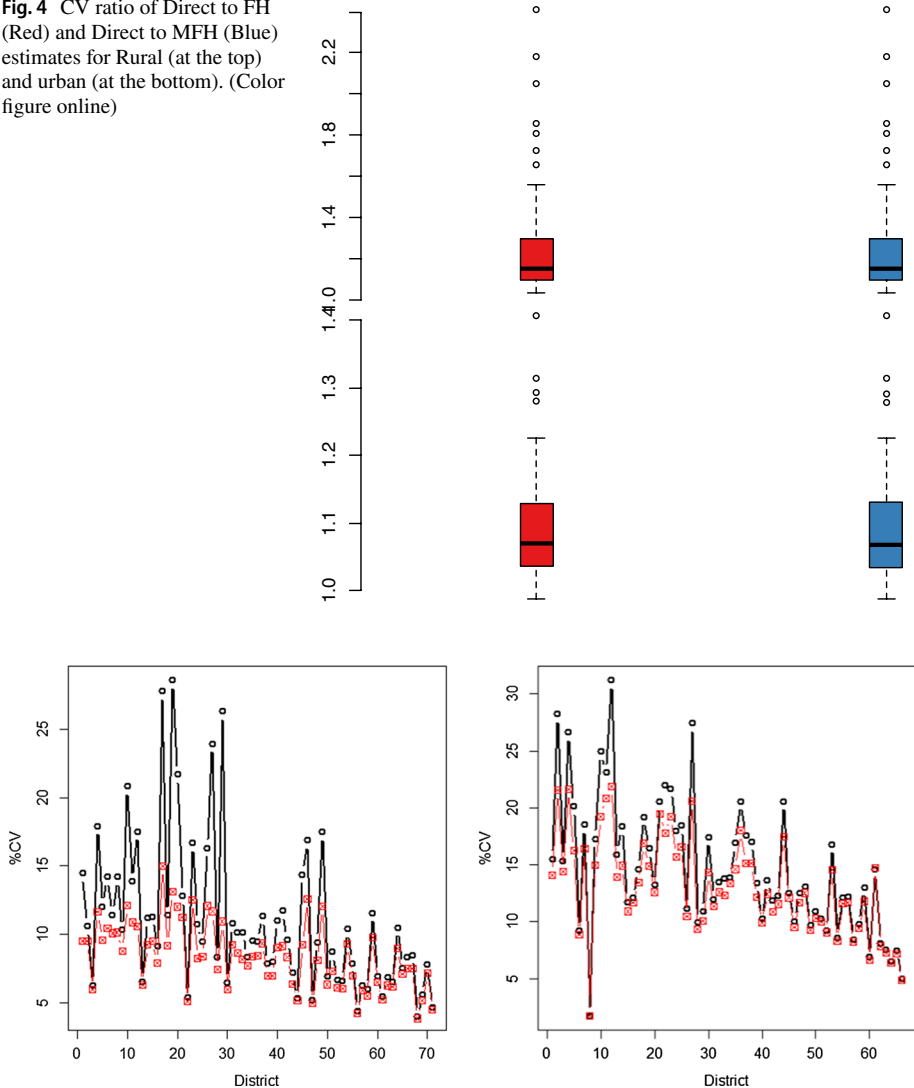 Fig. 4 CV ratio of Direct to FH
(Red) and Direct to MFH (Blue)
estimates for Rural (at the top)
and urban (at the bottom). (Color
figure online)
2.2
1.8
1.4
1.0
1.4
1.3
1.2
1.1
1.0
%CV
25
20
15
10
5
0 10 20 30 40 50 60 70
District
%CV
30
25
20
15
10
5
0 10 20 30 40 50 60
District